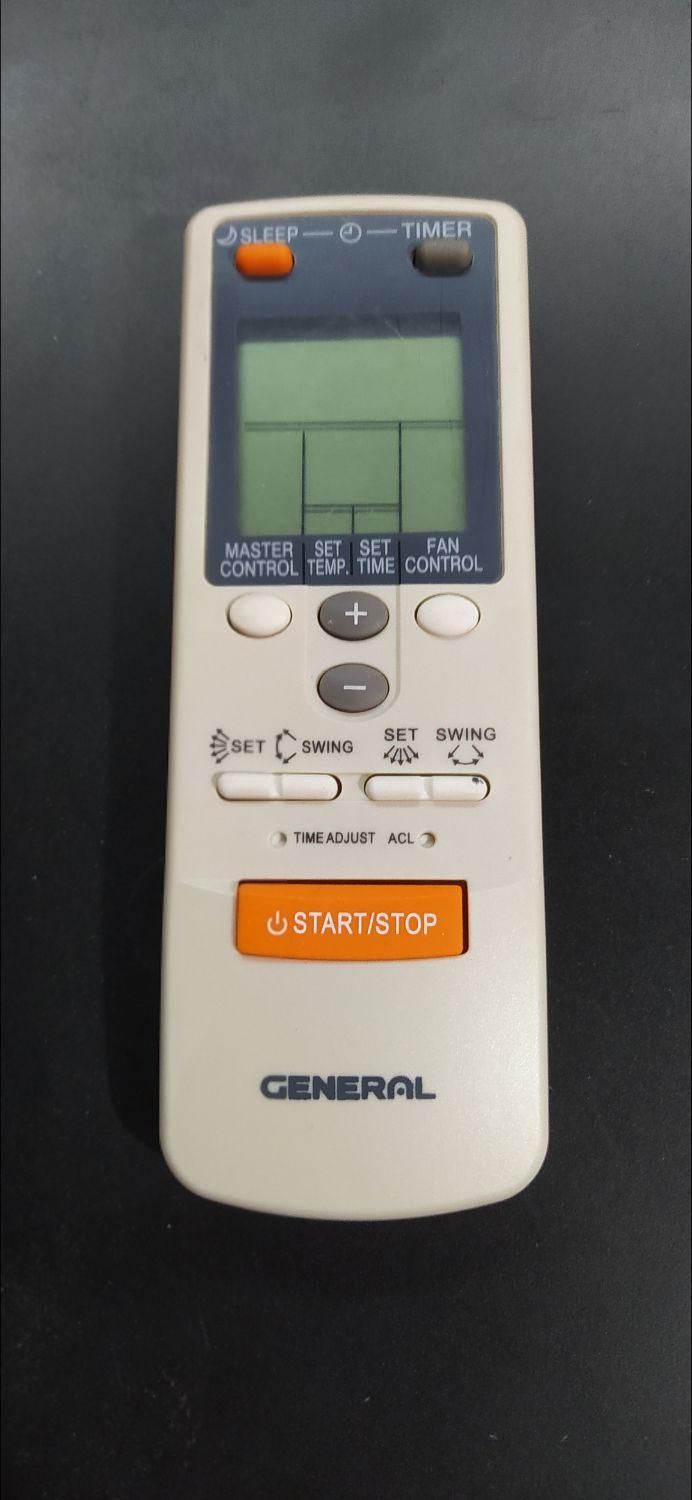 SLEEP TIMER
MASTER CONTROL
SET TEMP.
SET TIME
FAN CONTROL
+
−
SET SWING
SET SWING
TIME ADJUST ACL
START/STOP
GENERAL